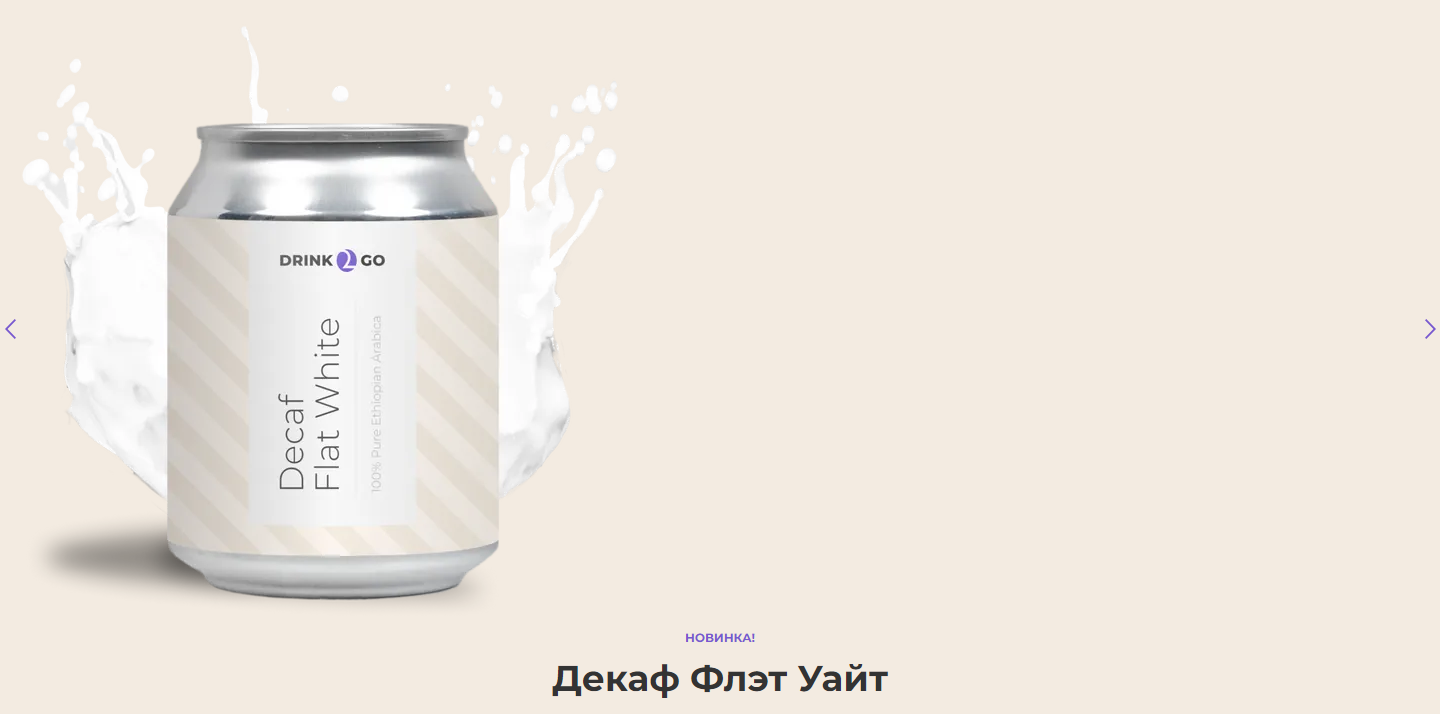 DRINK 2 GO
Decaf
Flat White
100% Pure Ethiopian Arabica
НОВИНКА!
Декаф Флэт Уайт